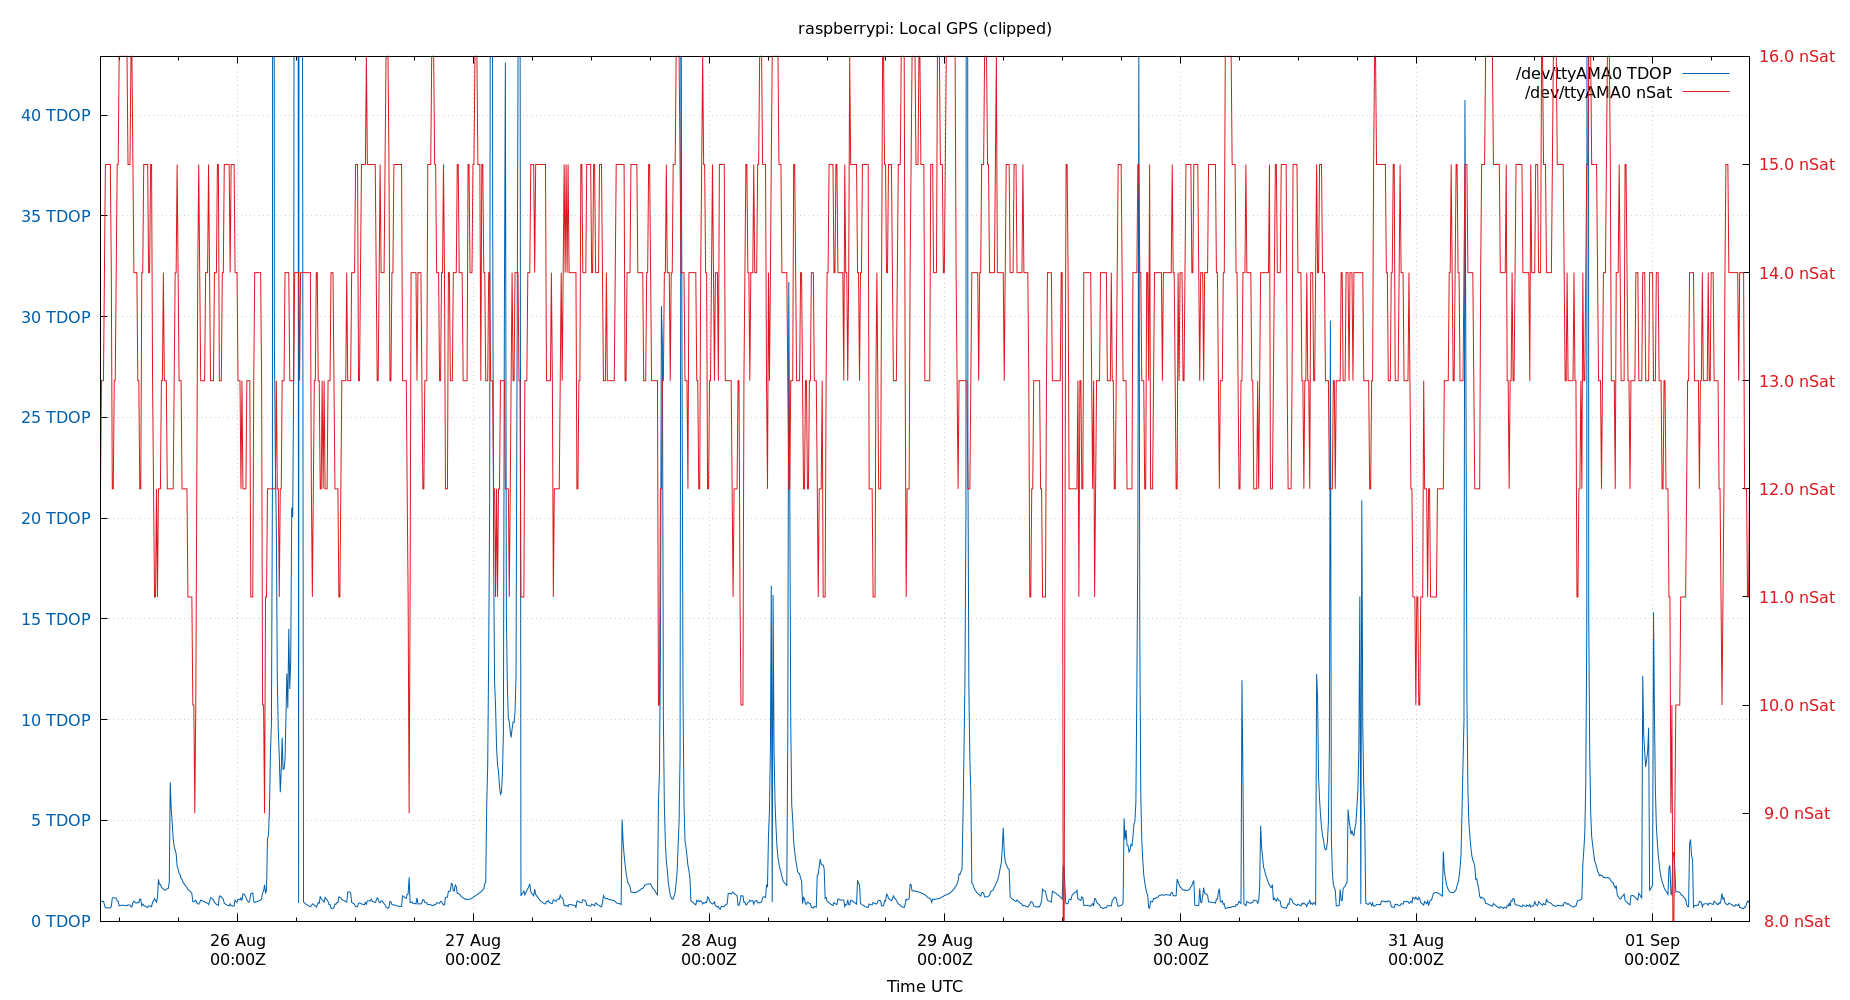 raspberrypi: Local GPS (clipped)
16.0 nSat
/dev/ttyAMA0 TDOP
/dev/ttyAMA0 nSat
40 TDOP
15.0 nSat
35 TDOP
14.0 nSat
30 TDOP
13.0 nSat
25 TDOP
12.0 nSat
20 TDOP
11.0 nSat
15 TDOP
10.0 nSat
10 TDOP
9.0 nSat
5 TDOP
8.0 nSat
0 TDOP
26 Aug
00:00Z
27 Aug
00:00Z
28 Aug
00:00Z
29 Aug
00:00Z
30 Aug
00:00Z
31 Aug
00:00Z
01 Sep
00:00Z
Time UTC